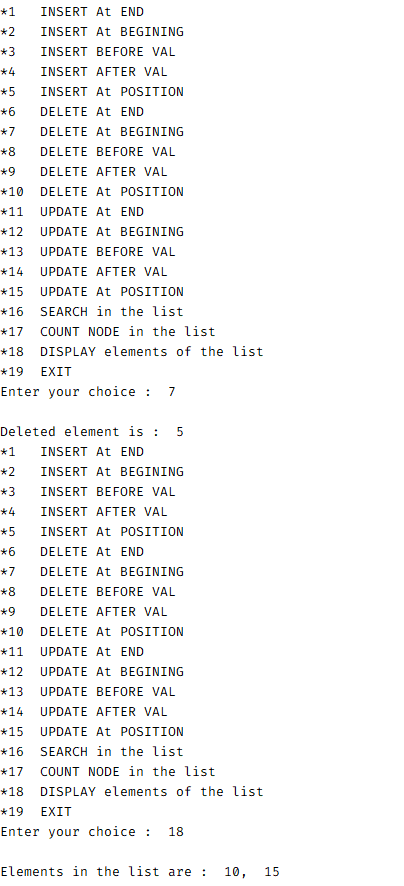 *1   INSERT At END
*2   INSERT At BEGINING
*3   INSERT BEFORE VAL
*4   INSERT AFTER VAL
*5   INSERT At POSITION
*6   DELETE At END
*7   DELETE At BEGINING
*8   DELETE BEFORE VAL
*9   DELETE AFTER VAL
*10  DELETE At POSITION
*11  UPDATE At END
*12  UPDATE At BEGINING
*13  UPDATE BEFORE VAL
*14  UPDATE AFTER VAL
*15  UPDATE At POSITION
*16  SEARCH in the list
*17  COUNT NODE in the list
*18  DISPLAY elements of the list
*19  EXIT
Enter your choice :  7
Deleted element is :  5
*1   INSERT At END
*2   INSERT At BEGINING
*3   INSERT BEFORE VAL
*4   INSERT AFTER VAL
*5   INSERT At POSITION
*6   DELETE At END
*7   DELETE At BEGINING
*8   DELETE BEFORE VAL
*9   DELETE AFTER VAL
*10  DELETE At POSITION
*11  UPDATE At END
*12  UPDATE At BEGINING
*13  UPDATE BEFORE VAL
*14  UPDATE AFTER VAL
*15  UPDATE At POSITION
*16  SEARCH in the list
*17  COUNT NODE in the list
*18  DISPLAY elements of the list
*19  EXIT
Enter your choice :  18
Elements in the list are :  10,  15